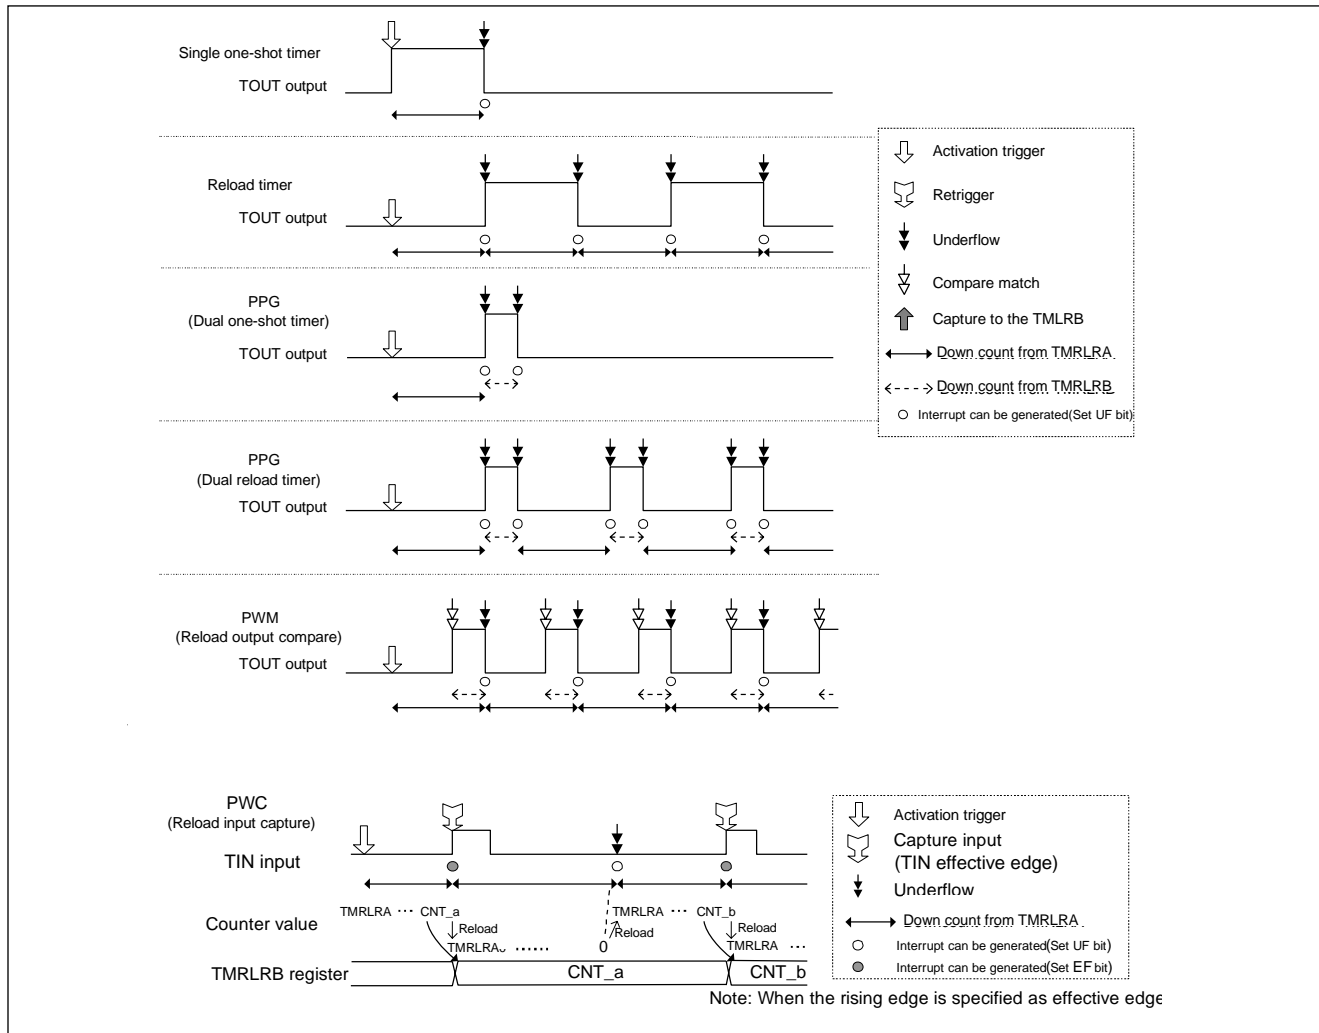 Single one-shot timer
TOUT output
Reload timer
TOUT output
PPG
(Dual one-shot timer)
TOUT output
PPG
(Dual reload timer)
TOUT output
PWM
(Reload output compare)
TOUT output
Activation trigger
Retrigger
Underflow
Compare match
Capture to the TMLRB
Down count from TMRLRA
Down count from TMRLRB
Interrupt can be generated(Set UF bit)
PWC
(Reload input capture)
TIN input
Counter value
TMRLRA ··· CNT_a
Reload
TMRLRA
0
TMRLRA ··· CNT_b
Reload
Reload
TMRLRA ···
TMRLRB register
CNT_a
CNT_b
Activation trigger
Capture input
(TIN effective edge)
Underflow
Down count from TMRLRA
Interrupt can be generated(Set UF bit)
Interrupt can be generated(Set EF bit)
Note: When the rising edge is specified as effective edge